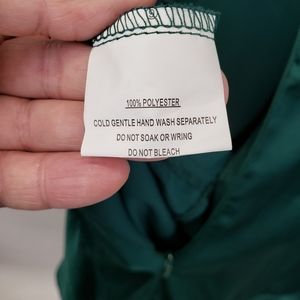 S
100% POLYESTER
COLD GENTLE HAND WASH SEPARATELY
DO NOT SOAK OR WRING
DO NOT BLEACH